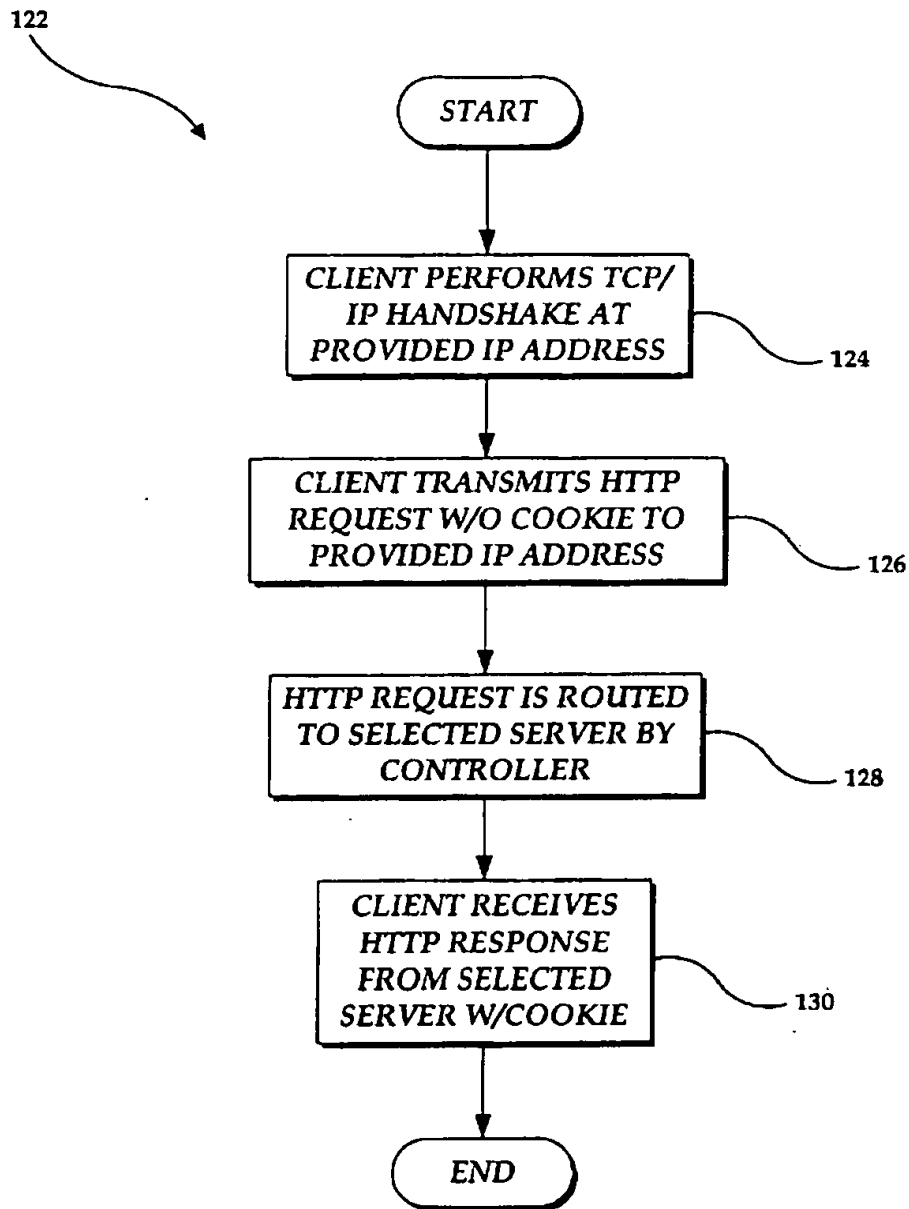 122
START
CLIENT PERFORMS TCP/
IP HANDSHAKE AT
PROVIDED IP ADDRESS
124
CLIENT TRANSMITS HTTP
REQUEST W/O COOKIE TO
PROVIDED IP ADDRESS
126
HTTP REQUEST IS ROUTED
TO SELECTED SERVER BY
CONTROLLER
128
CLIENT RECEIVES
HTTP RESPONSE
FROM SELECTED
SERVER W/COOKIE
130
END